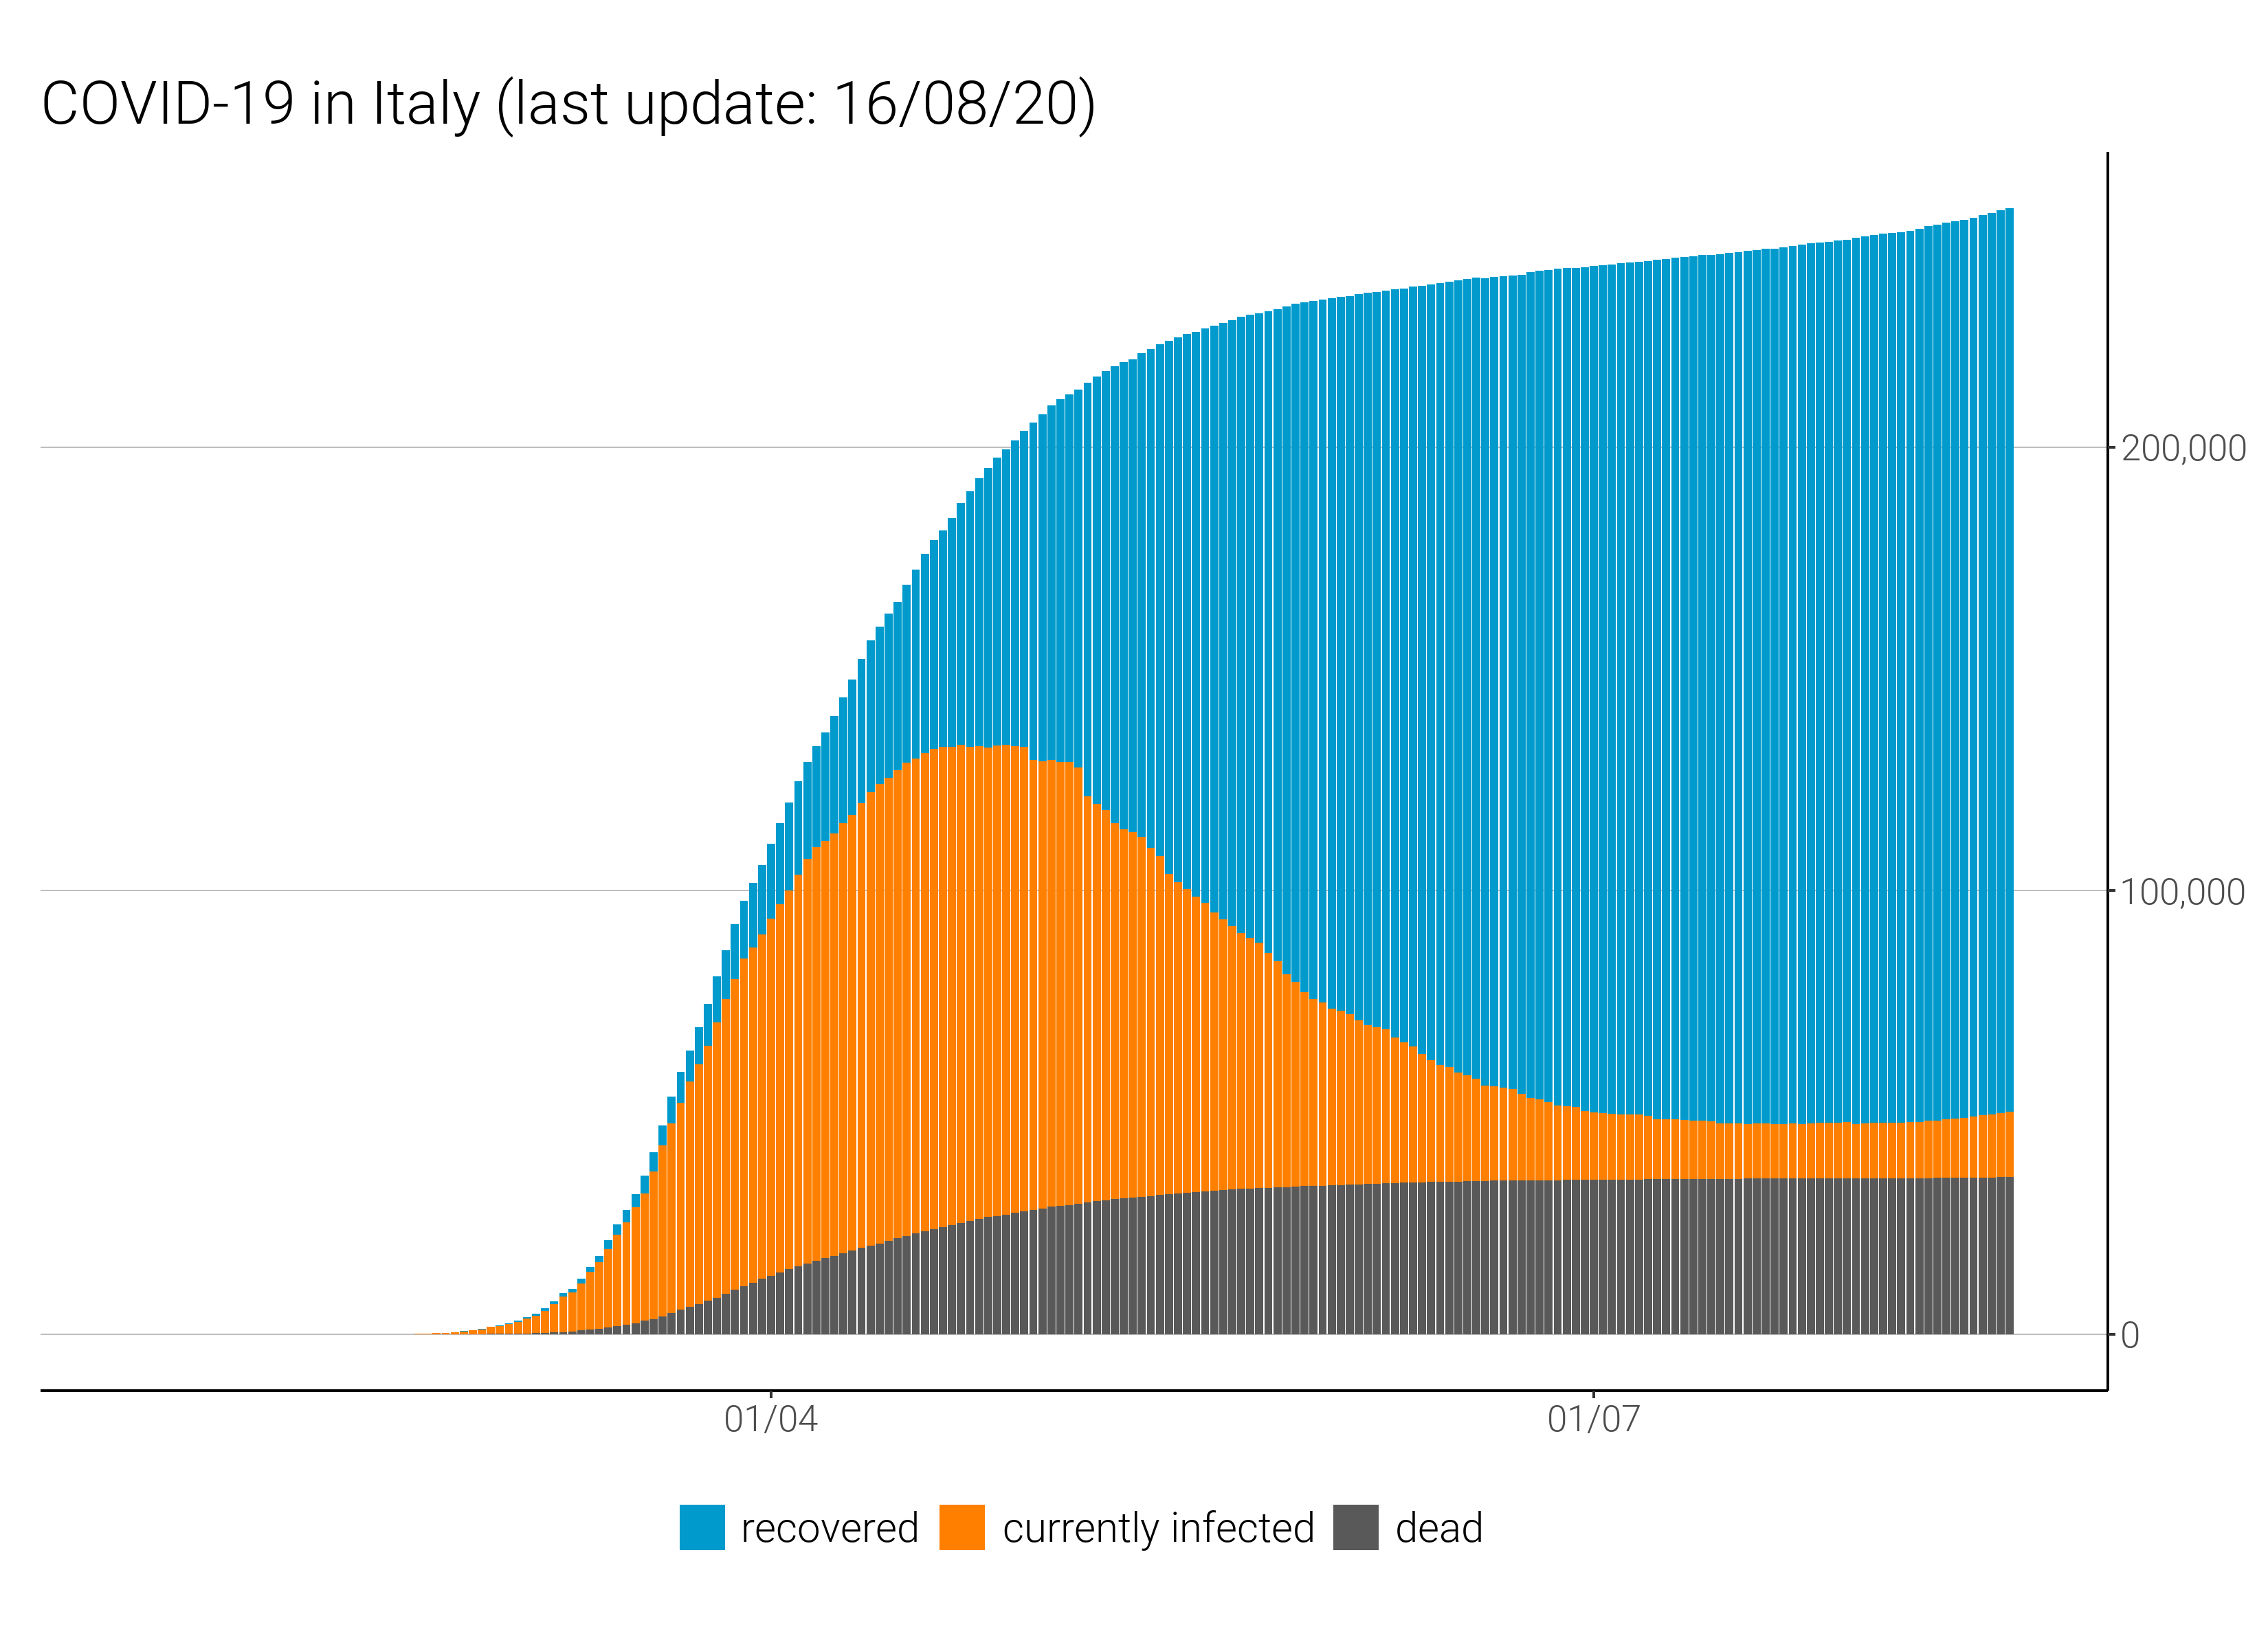 COVID-19 in Italy (last update: 16/08/20)
200,000
100,000
0
01/04 01/07
recovered currently infected dead